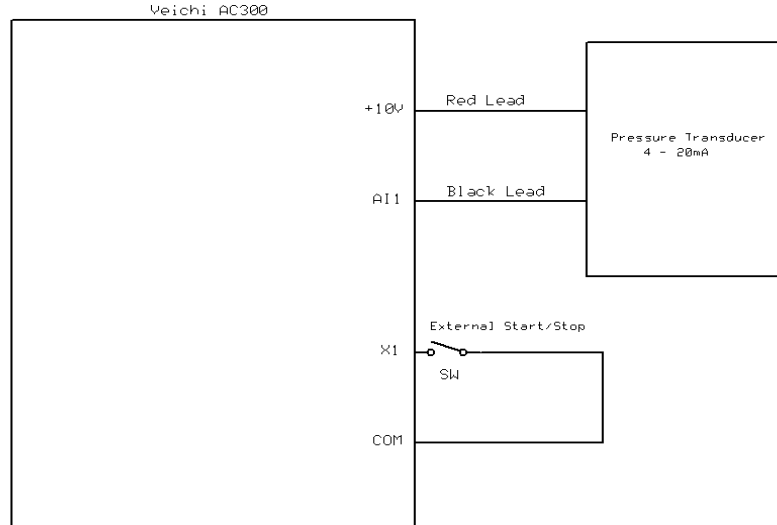 Veichi AC300
+10V
Red Lead
Pressure Transducer
4 - 20mA
AI1
Black Lead
External Start/Stop
X1
SW
COM